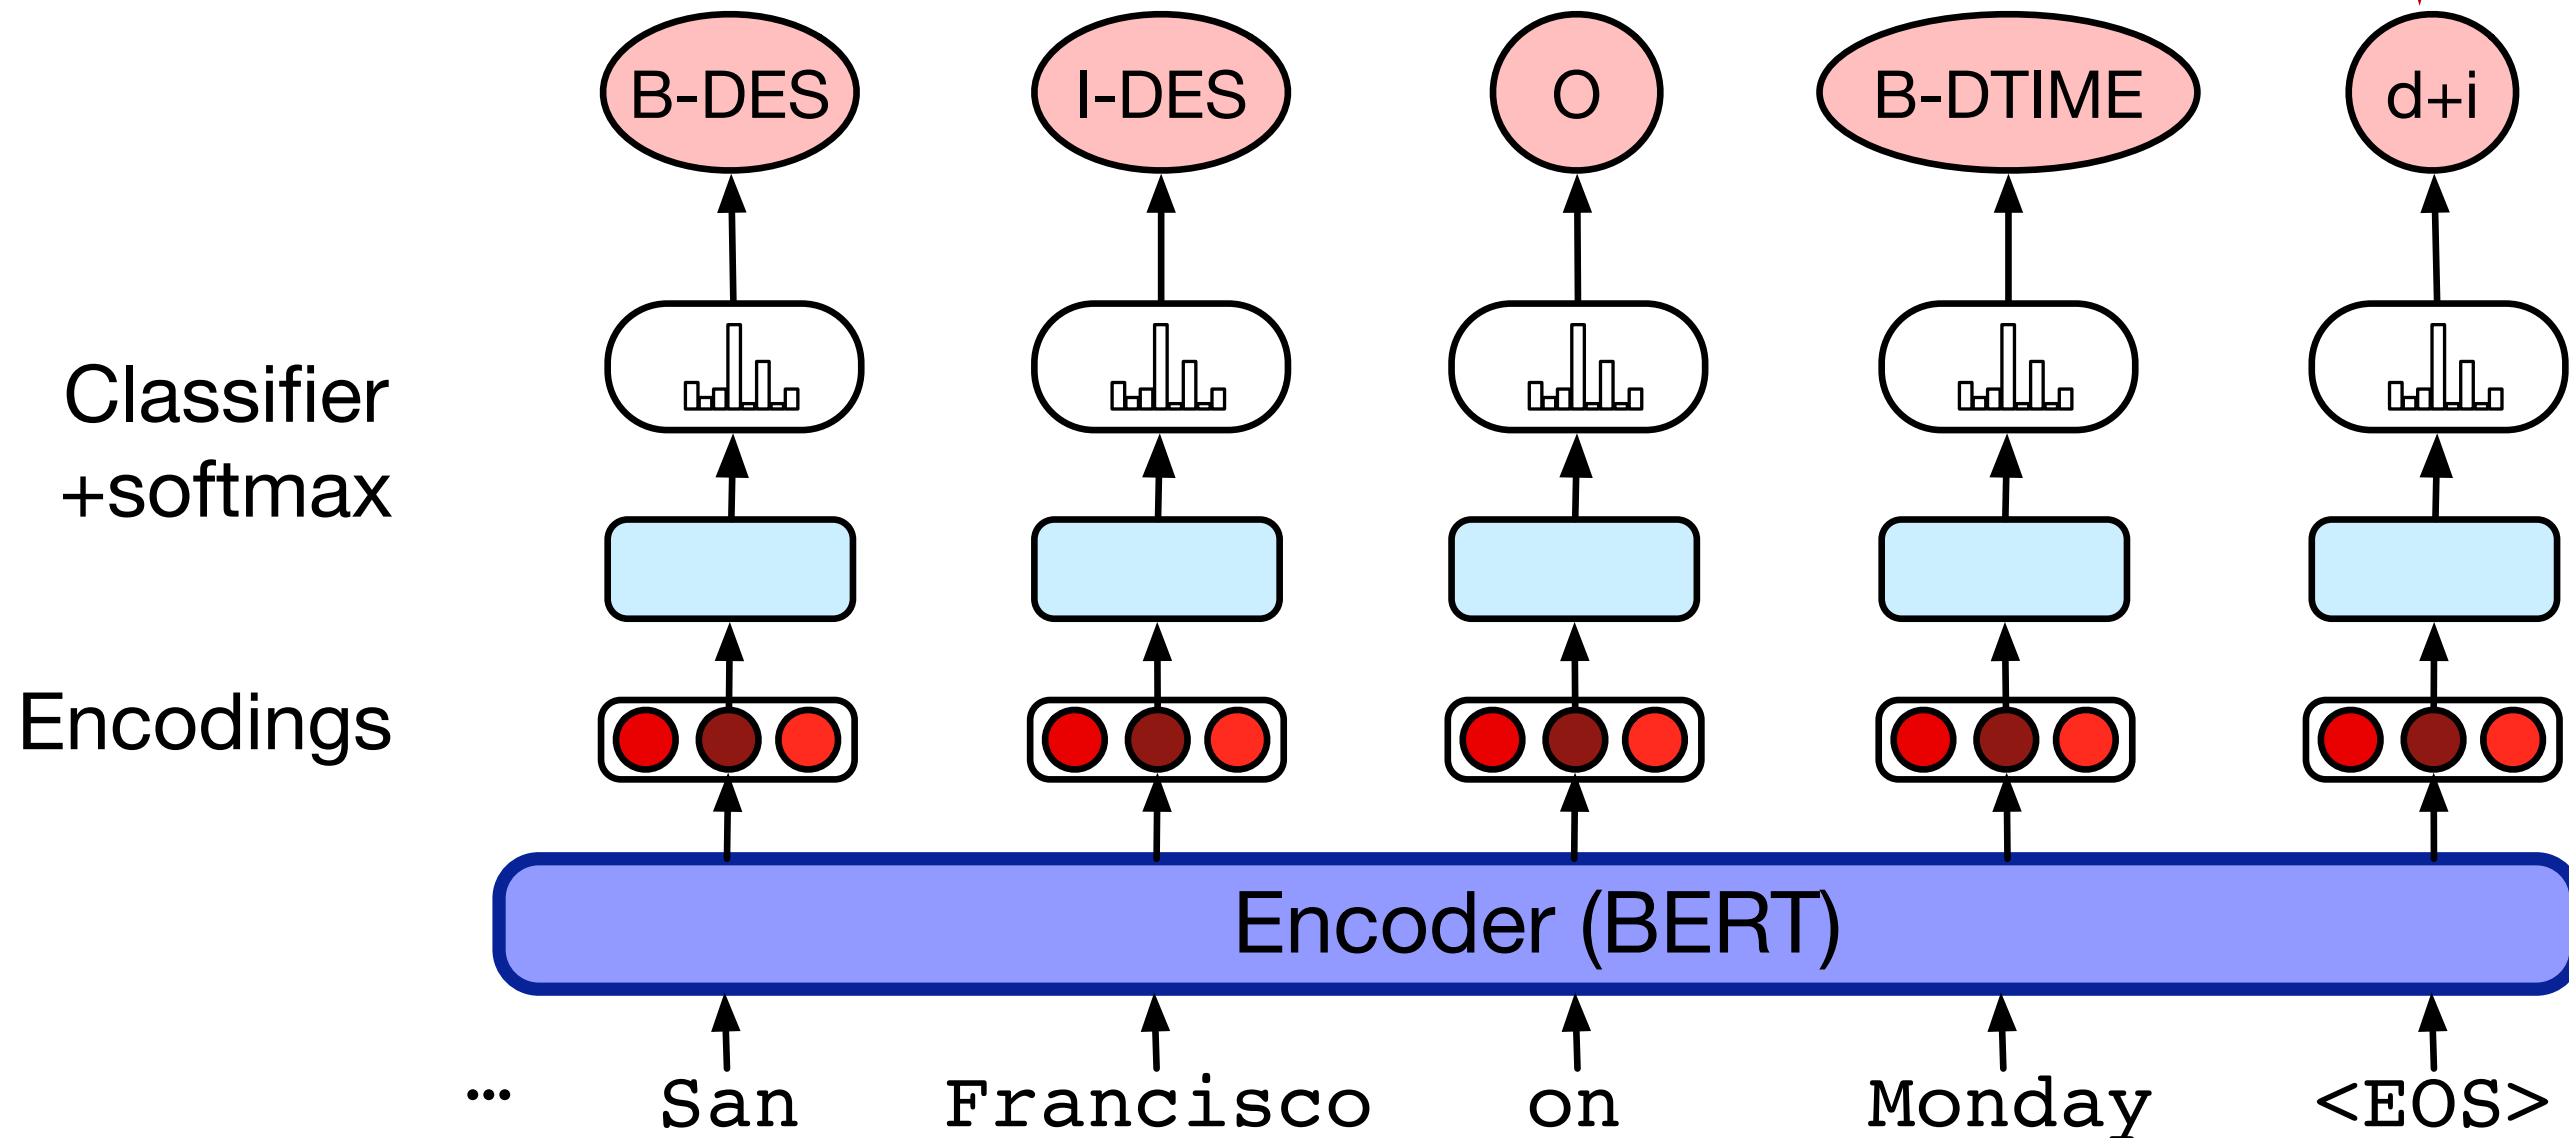 B-DES I-DES O B-DTIME d+i
Classifier
+softmax
Encodings
Encoder (BERT)
... San Francisco on Monday <EOS>